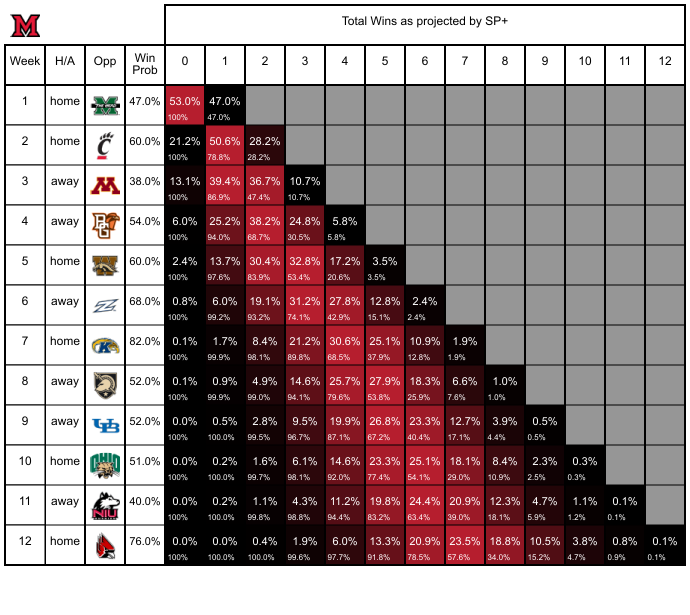 M
Total Wins as projected by SP+
Week H/A Opp Win Prob 0 1 2 3 4 5 6 7 8 9 10 11 12
1 home M THE HERD 47.0% 53.0% 47.0%
100% 47.0%
2 home C 60.0% 21.2% 50.6% 28.2%
100% 78.8% 28.2%
3 away M 38.0% 13.1% 39.4% 36.7% 10.7%
100% 86.9% 47.4% 10.7%
4 away BG 54.0% 6.0% 25.2% 38.2% 24.8% 5.8%
100% 94.0% 68.7% 30.5% 5.8%
5 home W 60.0% 2.4% 13.7% 30.4% 32.8% 17.2% 3.5%
100% 97.6% 83.9% 53.4% 20.6% 3.5%
6 away Z 68.0% 0.8% 6.0% 19.1% 31.2% 27.8% 12.8% 2.4%
100% 99.2% 93.2% 74.1% 42.9% 15.1% 2.4%
7 home K 82.0% 0.1% 1.7% 8.4% 21.2% 30.6% 25.1% 10.9% 1.9%
100% 99.9% 98.1% 89.8% 68.5% 37.9% 12.8% 1.9%
8 away 52.0% 0.1% 0.9% 4.9% 14.6% 25.7% 27.9% 18.3% 6.6% 1.0%
100% 99.9% 99.0% 94.1% 79.6% 53.8% 25.9% 7.6% 1.0%
9 away UB 52.0% 0.0% 0.5% 2.8% 9.5% 19.9% 26.8% 23.3% 12.7% 3.9% 0.5%
100% 100.0% 99.5% 96.7% 87.1% 67.2% 40.4% 17.1% 4.4% 0.5%
10 home OHIO 51.0% 0.0% 0.2% 1.6% 6.1% 14.6% 23.3% 25.1% 18.1% 8.4% 2.3% 0.3%
100% 100.0% 99.7% 98.1% 92.0% 77.4% 54.1% 29.0% 10.9% 2.5% 0.3%
11 away NIU 40.0% 0.0% 0.2% 1.1% 4.3% 11.2% 19.8% 24.4% 20.9% 12.3% 4.7% 1.1% 0.1%
100% 100.0% 99.8% 98.8% 94.4% 83.2% 63.4% 39.0% 18.1% 5.9% 1.2% 0.1%
12 home 76.0% 0.0% 0.0% 0.4% 1.9% 6.0% 13.3% 20.9% 23.5% 18.8% 10.5% 3.8% 0.8% 0.1%
100% 100.0% 100.0% 99.6% 97.7% 91.8% 78.5% 57.6% 34.0% 15.2% 4.7% 0.9% 0.1%